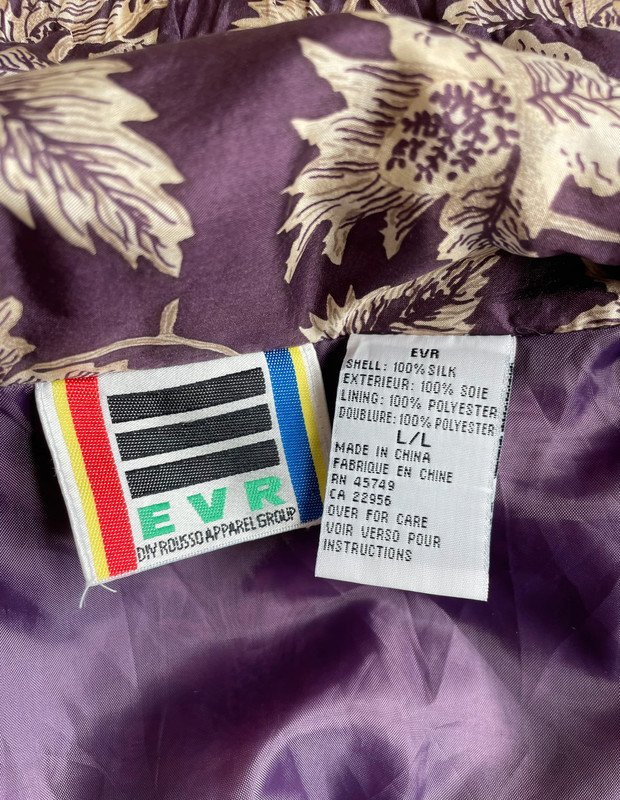 EVR
DIV ROUSSO APPAREL GROUP
EVR
SHELL: 100% SILK
EXTERIEUR: 100% SOIE
LINING: 100% POLYESTER
DOUBLURE: 100% POLYESTER
L/L
MADE IN CHINA
FABRIQUE EN CHINE
RN 45749
CA 22956
OVER FOR CARE
VOIR VERSO POUR
INSTRUCTIONS